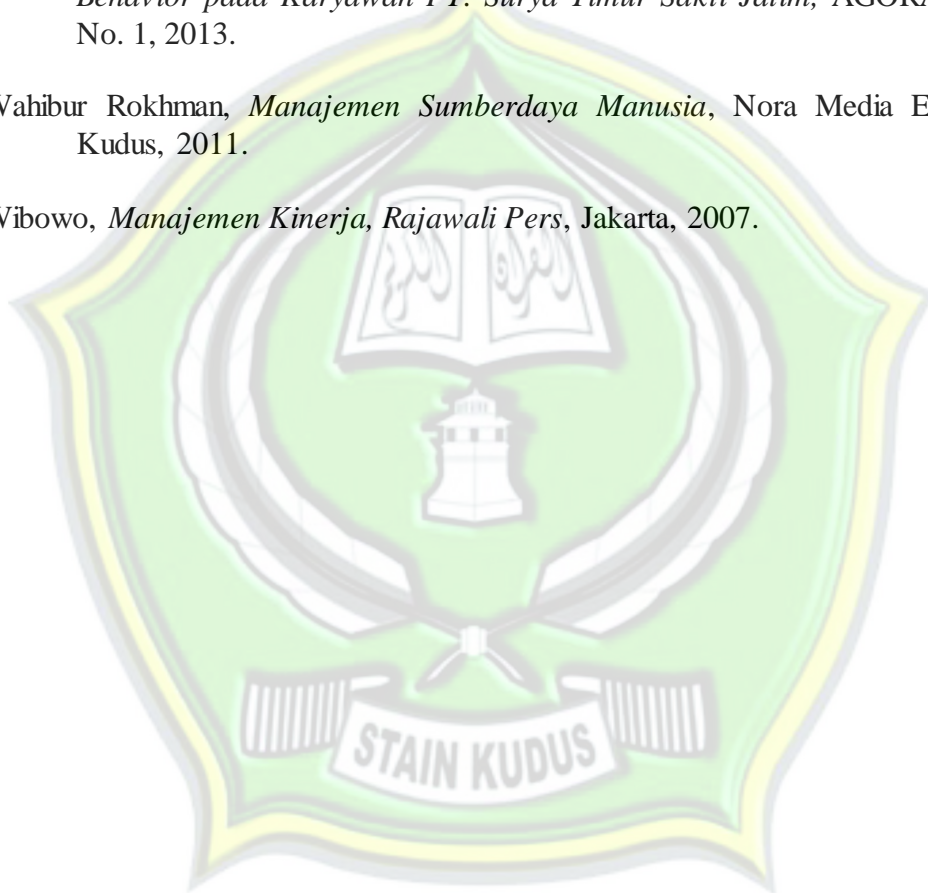 Behavior pada Karyawan PT. Surya Timur Sakti Jatim, AGORA
No. 1, 2013.
Wahibur Rokhman, Manajemen Sumberdaya Manusia, Nora Media E
Kudus, 2011.
Wibowo, Manajemen Kinerja, Rajawali Pers, Jakarta, 2007.
STAIN KUDUS